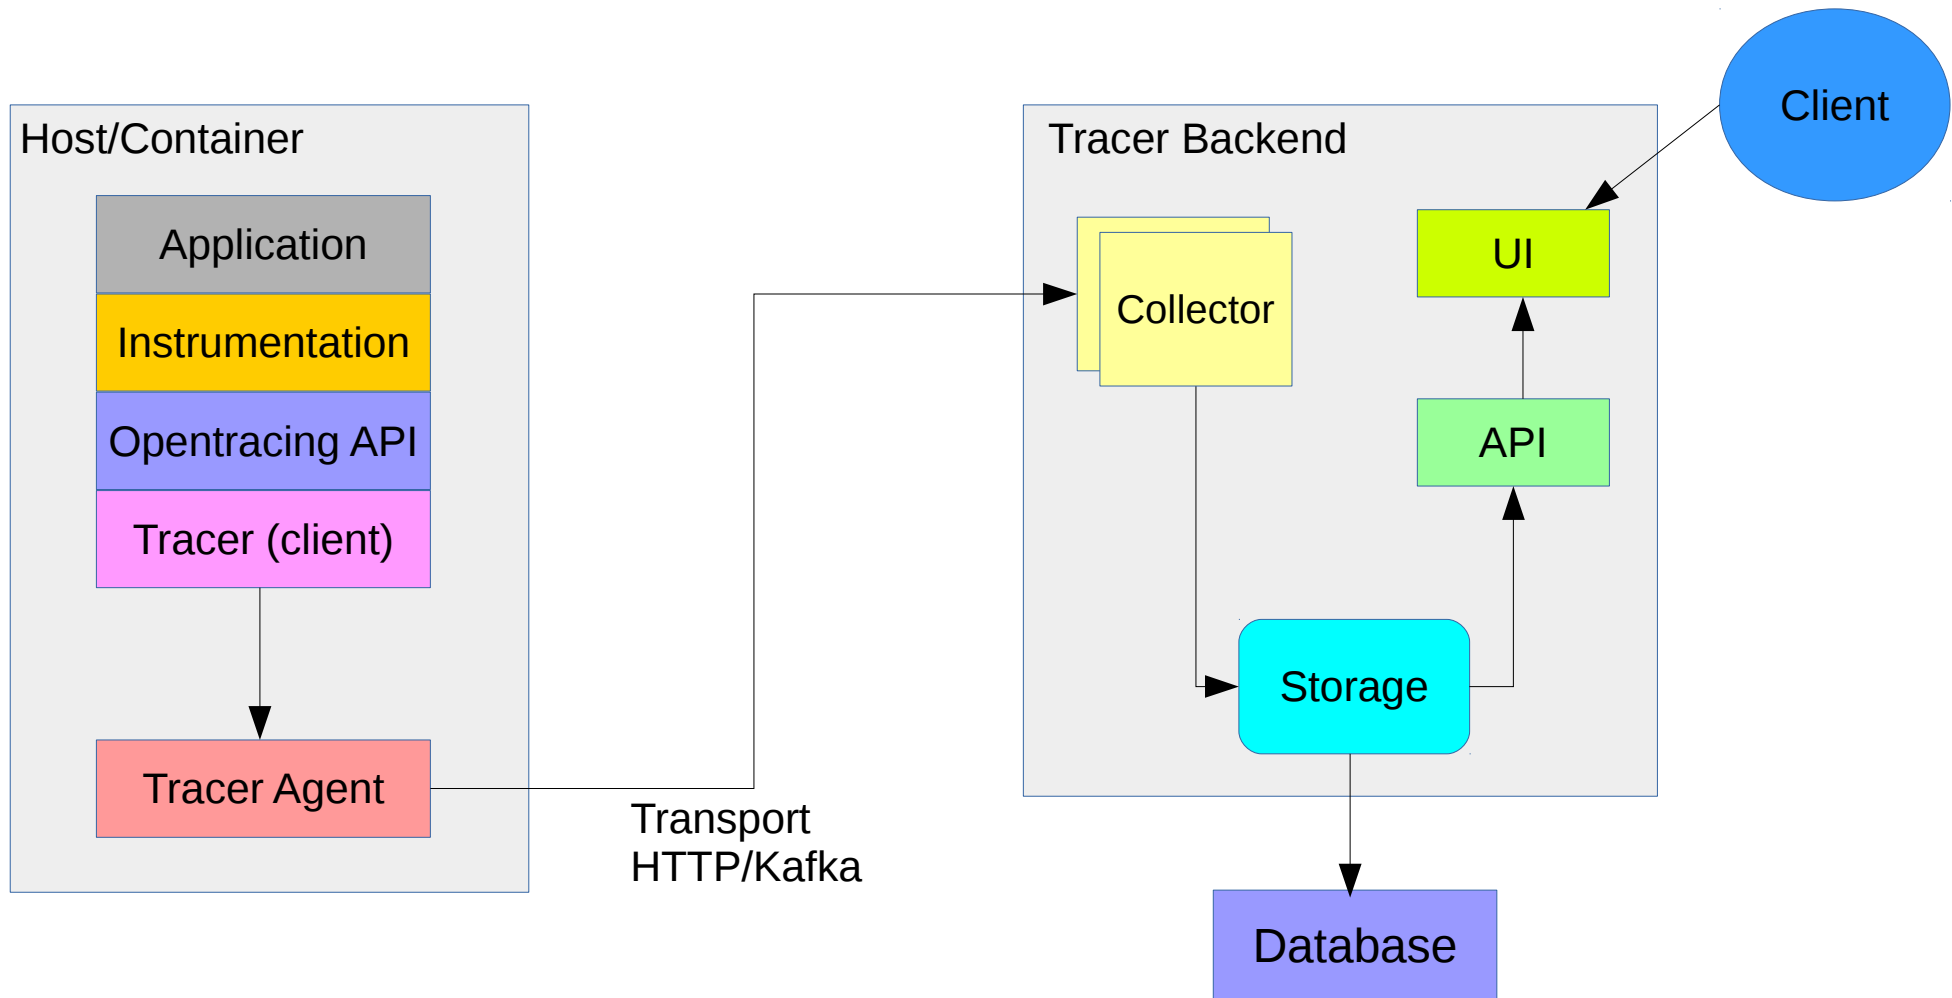 Host/Container
Application
Instrumentation
Opentracing API
Tracer (client)
Tracer Agent
Transport
HTTP/Kafka
Tracer Backend
Collector
UI
API
Storage
Database
Client